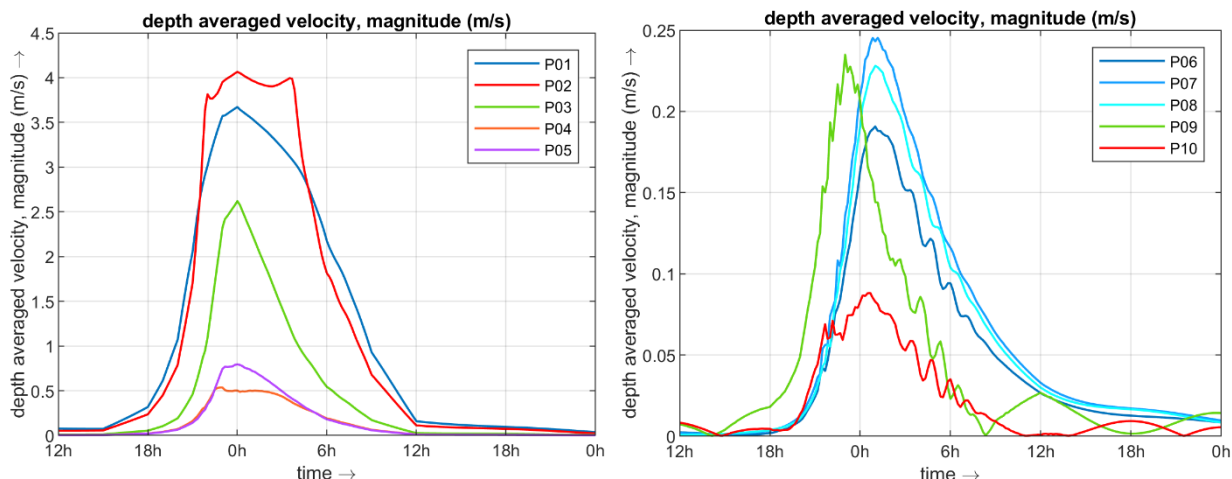 depth averaged velocity, magnitude (m/s)
4.5
4
3.5
3
2.5
2
1.5
1
0.5
0
depth averaged velocity, magnitude (m/s) →
12h 18h 0h 6h 12h 18h 0h
time →
P01
P02
P03
P04
P05
depth averaged velocity, magnitude (m/s)
0.25
0.2
0.15
0.1
0.05
0
depth averaged velocity, magnitude (m/s) →
12h 18h 0h 6h 12h 18h 0h
time →
P06
P07
P08
P09
P10